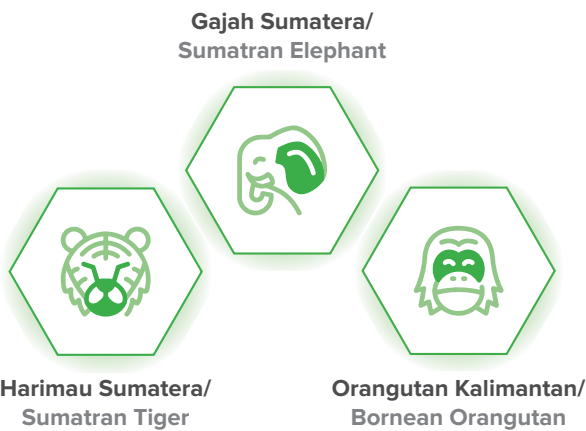 Gajah Sumatera/
Sumatran Elephant
Harimau Sumatera/
Sumatran Tiger
Orangutan Kalimantan/
Bornean Orangutan